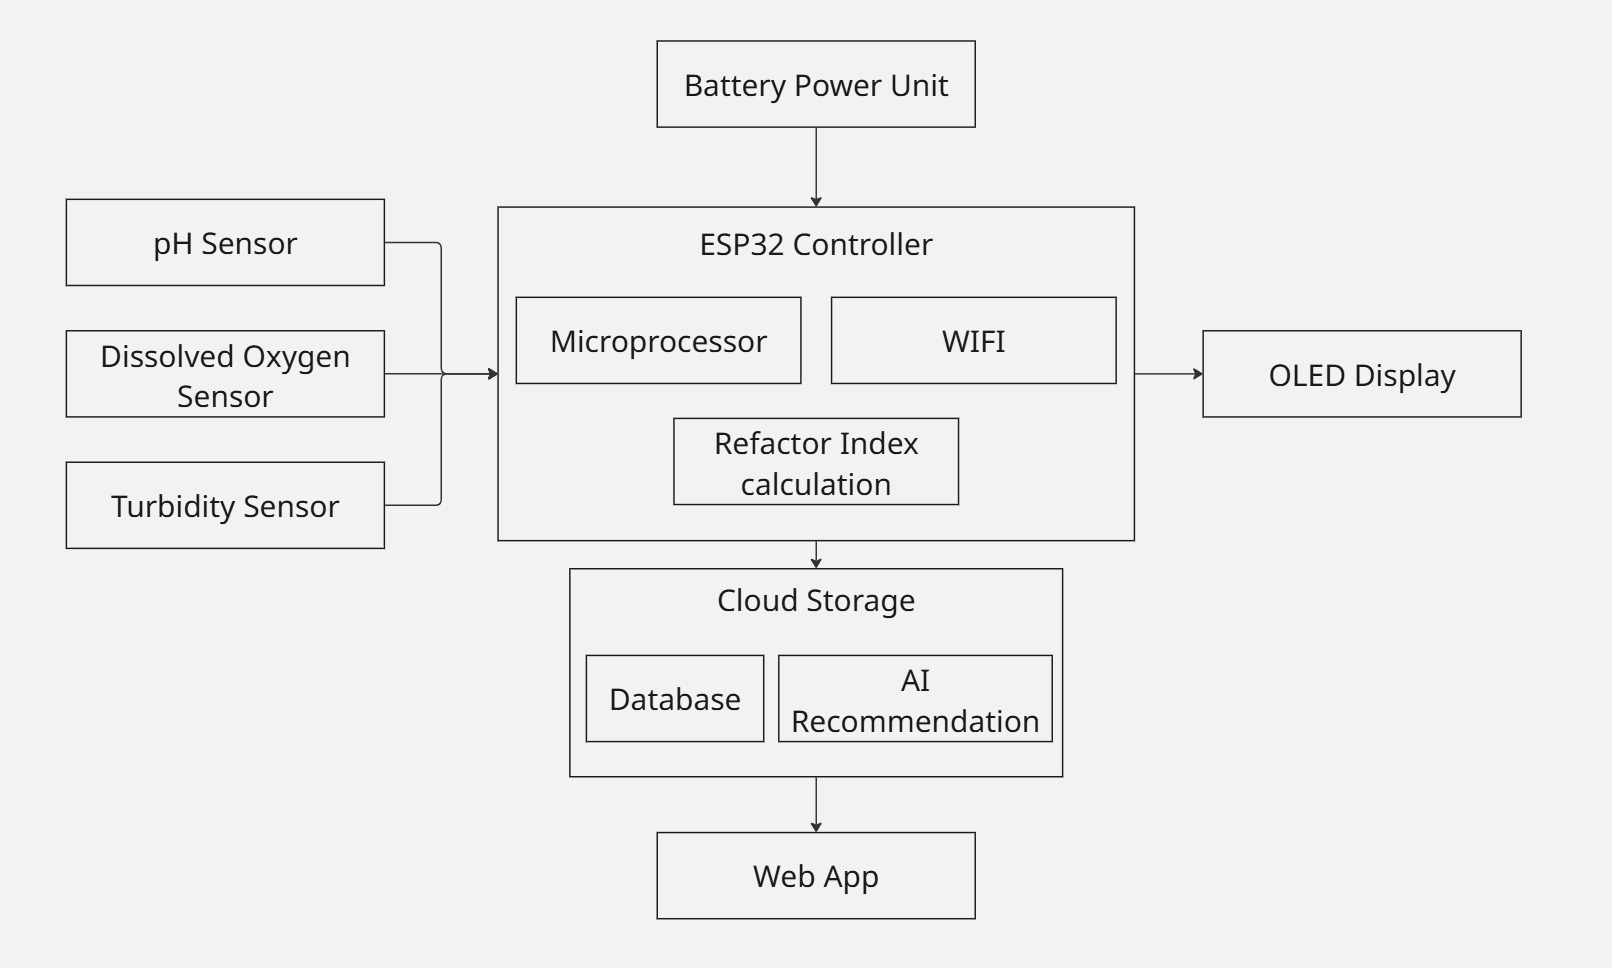 Battery Power Unit
pH Sensor
Dissolved Oxygen
Sensor
Turbidity Sensor
ESP32 Controller
Microprocessor
WIFI
Refactor Index
calculation
OLED Display
Cloud Storage
Database
AI
Recommendation
Web App